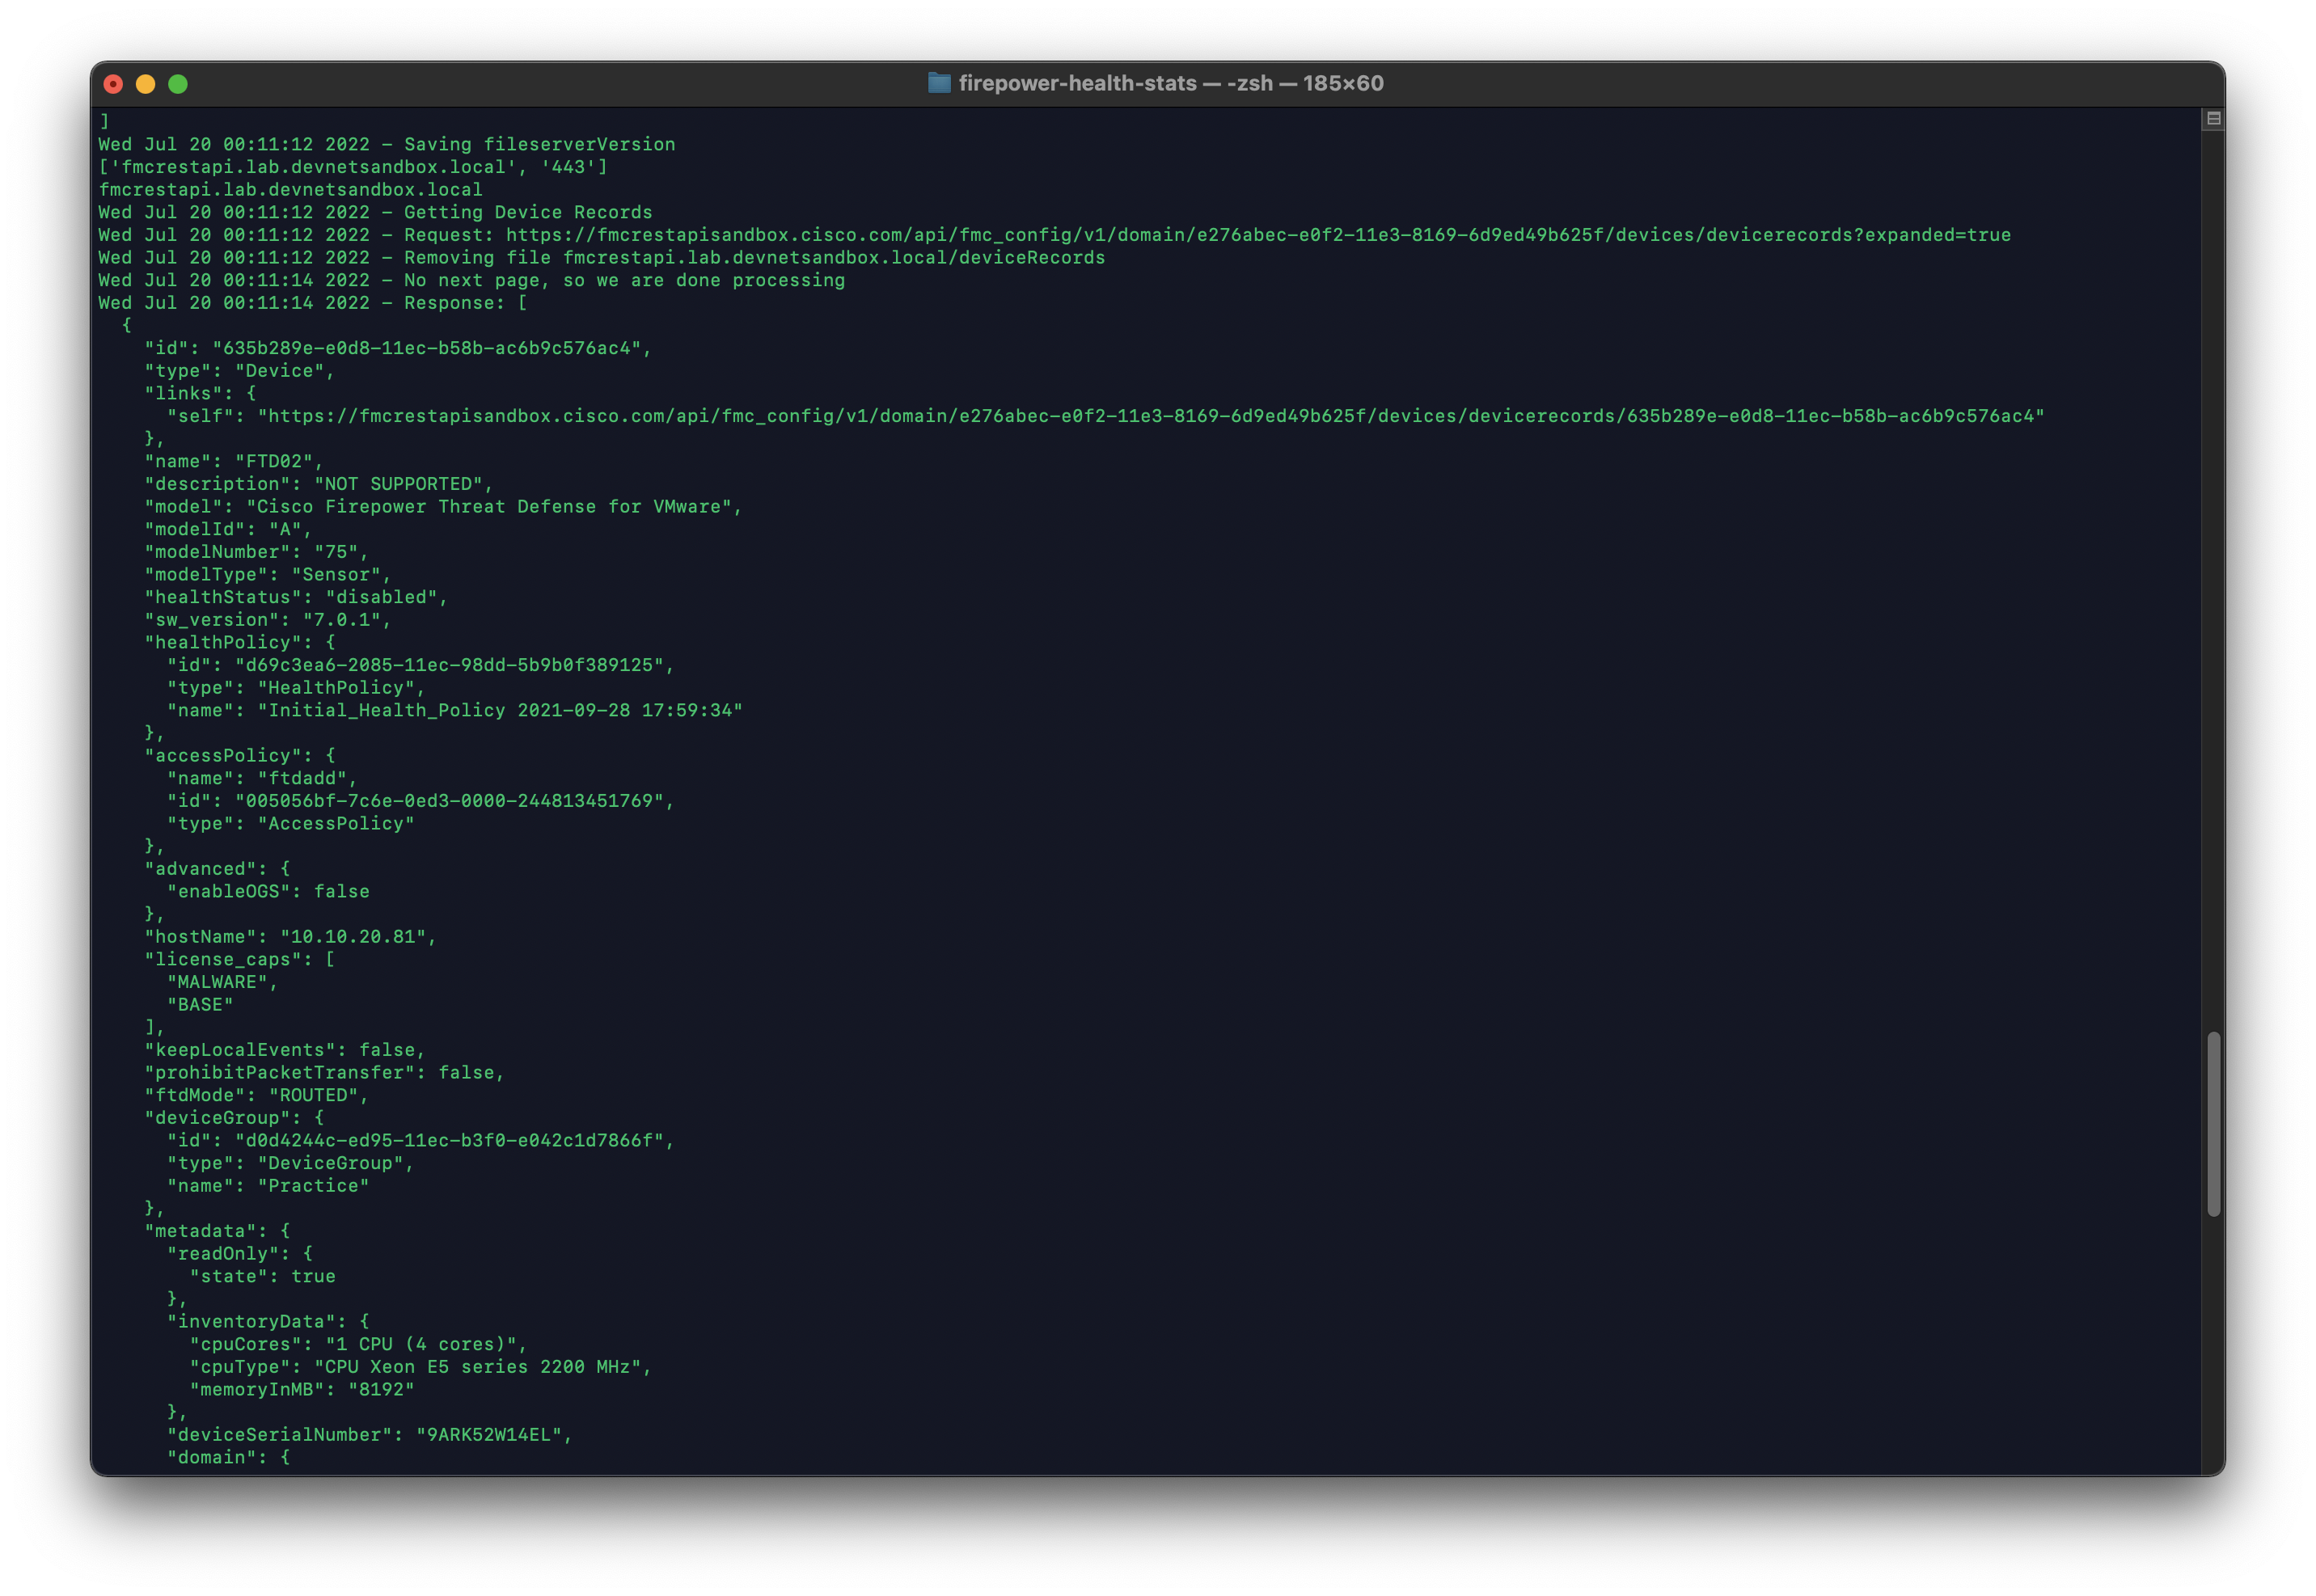 firepower-health-stats — -zsh — 185×60
]
Wed Jul 20 00:11:12 2022 - Saving fileserverVersion
['fmcrestapi.lab.devnetsandbox.local', '443']
fmcrestapi.lab.devnetsandbox.local
Wed Jul 20 00:11:12 2022 - Getting Device Records
Wed Jul 20 00:11:12 2022 - Request: https://fmcrestapisandbox.cisco.com/api/fmc_config/v1/domain/e276abec-e0f2-11e3-8169-6d9ed49b625f/devices/devicerecords?expanded=true
Wed Jul 20 00:11:12 2022 - Removing file fmcrestapi.lab.devnetsandbox.local/deviceRecords
Wed Jul 20 00:11:14 2022 - No next page, so we are done processing
Wed Jul 20 00:11:14 2022 - Response: [
  {
    "id": "635b289e-e0d8-11ec-b58b-ac6b9c576ac4",
    "type": "Device",
    "links": {
      "self": "https://fmcrestapisandbox.cisco.com/api/fmc_config/v1/domain/e276abec-e0f2-11e3-8169-6d9ed49b625f/devices/devicerecords/635b289e-e0d8-11ec-b58b-ac6b9c576ac4"
    },
    "name": "FTD02",
    "description": "NOT SUPPORTED",
    "model": "Cisco Firepower Threat Defense for VMware",
    "modelId": "A",
    "modelNumber": "75",
    "modelType": "Sensor",
    "healthStatus": "disabled",
    "sw_version": "7.0.1",
    "healthPolicy": {
      "id": "d69c3ea6-2085-11ec-98dd-5b9b0f389125",
      "type": "HealthPolicy",
      "name": "Initial_Health_Policy 2021-09-28 17:59:34"
    },
    "accessPolicy": {
      "name": "ftdadd",
      "id": "005056bf-7c6e-0ed3-0000-244813451769",
      "type": "AccessPolicy"
    },
    "advanced": {
      "enableOGS": false
    },
    "hostName": "10.10.20.81",
    "license_caps": [
      "MALWARE",
      "BASE"
    ],
    "keepLocalEvents": false,
    "prohibitPacketTransfer": false,
    "ftdMode": "ROUTED",
    "deviceGroup": {
      "id": "d0d4244c-ed95-11ec-b3f0-e042c1d7866f",
      "type": "DeviceGroup",
      "name": "Practice"
    },
    "metadata": {
      "readOnly": {
        "state": true
      },
      "inventoryData": {
        "cpuCores": "1 CPU (4 cores)",
        "cpuType": "CPU Xeon E5 series 2200 MHz",
        "memoryInMB": "8192"
      },
      "deviceSerialNumber": "9ARK52W14EL",
      "domain": {